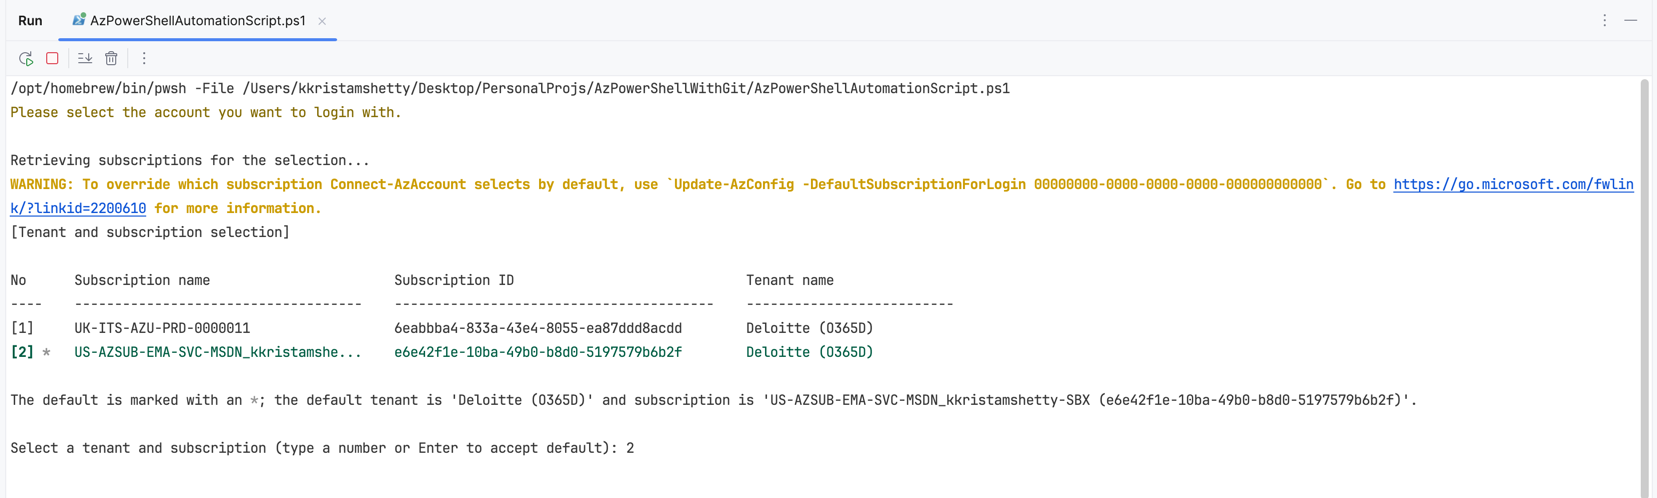 Run AzPowerShellAutomationScript.ps1
/opt/homebrew/bin/pwsh -File /Users/kkristamshetty/Desktop/PersonalProjs/AzPowerShellWithGit/AzPowerShellAutomationScript.ps1
Please select the account you want to login with.
Retrieving subscriptions for the selection...
WARNING: To override which subscription Connect-AzAccount selects by default, use `Update-AzConfig -DefaultSubscriptionForLogin 00000000-0000-0000-0000-000000000000`. Go to https://go.microsoft.com/fwlin
k/?linkid=2200610 for more information.
[Tenant and subscription selection]
No      Subscription name                       Subscription ID                             Tenant name
----    ------------------------------------    ----------------------------------------    --------------------------
[1]     UK-ITS-AZU-PRD-0000011                  6eabbba4-833a-43e4-8055-ea87ddd8acdd        Deloitte (O365D)
[2] *   US-AZSUB-EMA-SVC-MSDN_kkristamshe...    e6e42f1e-10ba-49b0-b8d0-5197579b6b2f        Deloitte (O365D)
The default is marked with an *; the default tenant is 'Deloitte (O365D)' and subscription is 'US-AZSUB-EMA-SVC-MSDN_kkristamshetty-SBX (e6e42f1e-10ba-49b0-b8d0-5197579b6b2f)'.
Select a tenant and subscription (type a number or Enter to accept default): 2